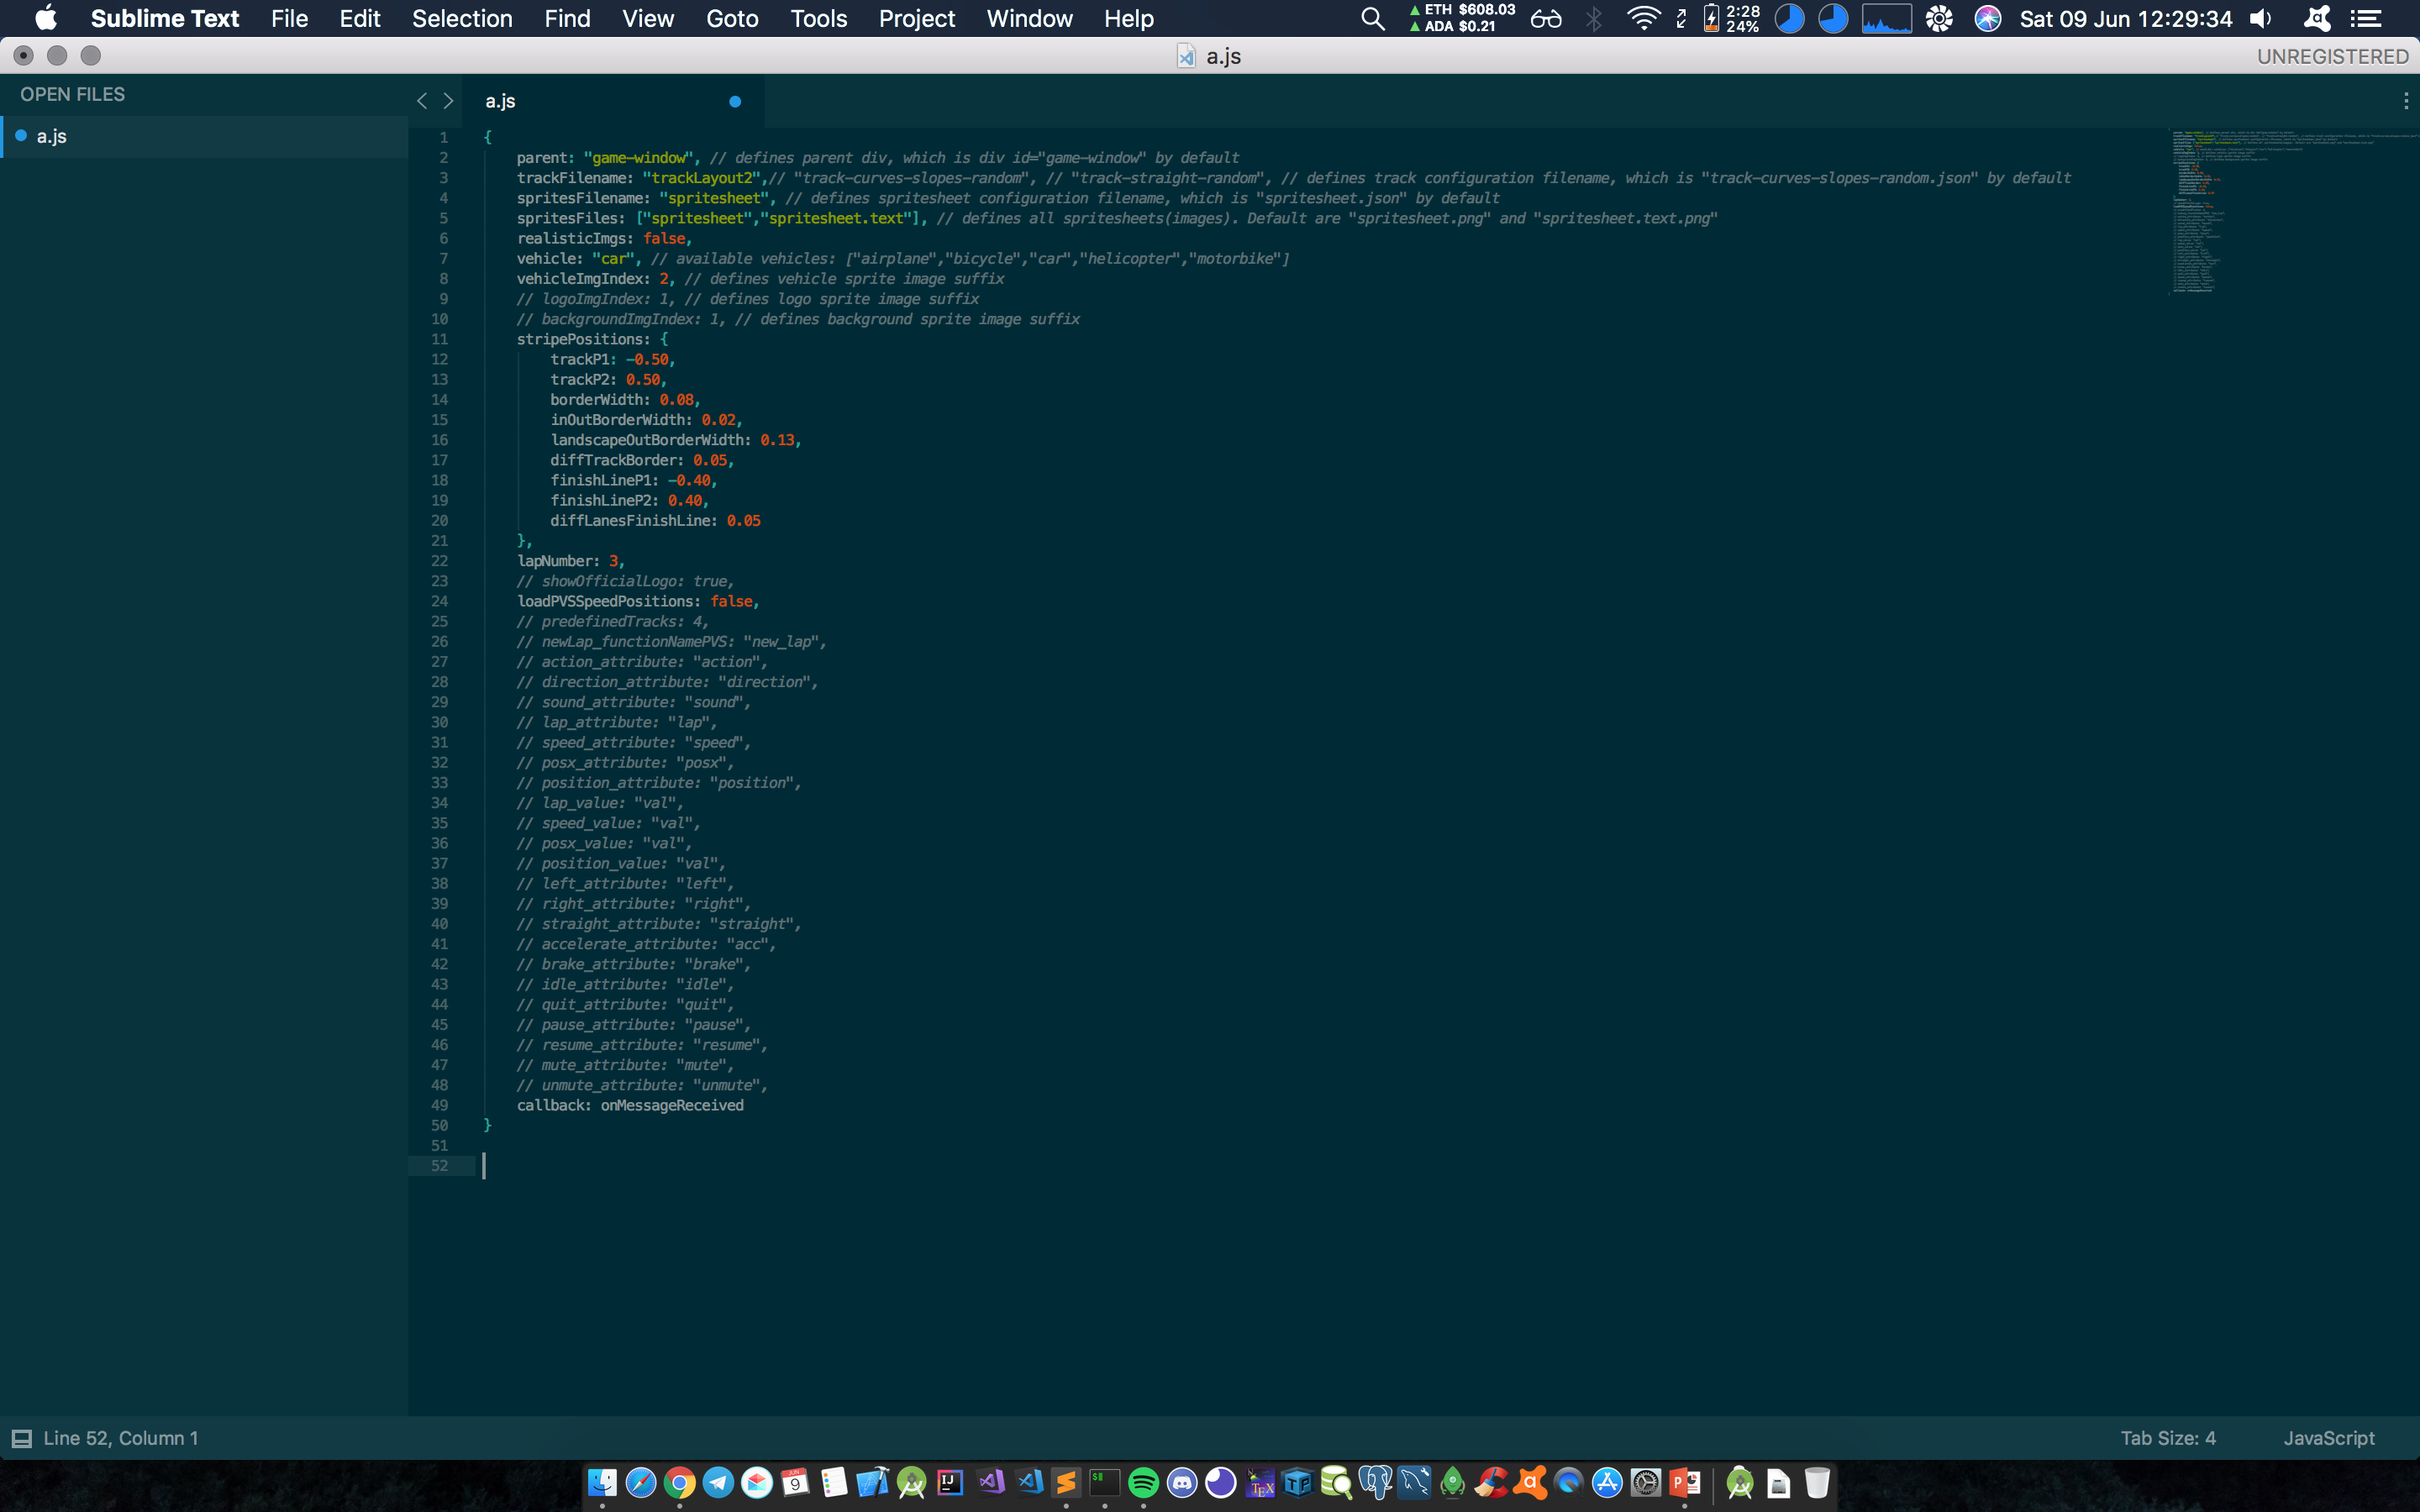 Sublime Text File Edit Selection Find View Goto Tools Project Window Help ETH $608.03 ADA $0.21 2:28 24% Sat 09 Jun 12:29:34
a.js UNREGISTERED
OPEN FILES
a.js
a.js
1 {
2 parent: "game-window", // defines parent div, which is div id="game-window" by default
3 trackFilename: "trackLayout2",// "track-curves-slopes-random", // "track-straight-random", // defines track configuration filename, which is "track-curves-slopes-random.json" by default
4 spritesFilename: "spritesheet", // defines spritesheet configuration filename, which is "spritesheet.json" by default
5 spritesFiles: ["spritesheet","spritesheet.text"], // defines all spritesheets(images). Default are "spritesheet.png" and "spritesheet.text.png"
6 realisticImgs: false,
7 vehicle: "car", // available vehicles: ["airplane","bicycle","car","helicopter","motorbike"]
8 vehicleImgIndex: 2, // defines vehicle sprite image suffix
9 // logoImgIndex: 1, // defines logo sprite image suffix
10 // backgroundImgIndex: 1, // defines background sprite image suffix
11 stripePositions: {
12 trackP1: -0.50,
13 trackP2: 0.50,
14 borderWidth: 0.08,
15 inOutBorderWidth: 0.02,
16 landscapeOutBorderWidth: 0.13,
17 diffTrackBorder: 0.05,
18 finishLineP1: -0.40,
19 finishLineP2: 0.40,
20 diffLanesFinishLine: 0.05
21 },
22 lapNumber: 3,
23 // showOfficialLogo: true,
24 loadPVSSpeedPositions: false,
25 // predefinedTracks: 4,
26 // newLap_functionNamePVS: "new_lap",
27 // action_attribute: "action",
28 // direction_attribute: "direction",
29 // sound_attribute: "sound",
30 // lap_attribute: "lap",
31 // speed_attribute: "speed",
32 // posx_attribute: "posx",
33 // position_attribute: "position",
34 // lap_value: "val",
35 // speed_value: "val",
36 // posx_value: "val",
37 // position_value: "val",
38 // left_attribute: "left",
39 // right_attribute: "right",
40 // straight_attribute: "straight",
41 // accelerate_attribute: "acc",
42 // brake_attribute: "brake",
43 // idle_attribute: "idle",
44 // quit_attribute: "quit",
45 // pause_attribute: "pause",
46 // resume_attribute: "resume",
47 // mute_attribute: "mute",
48 // unmute_attribute: "unmute",
49 callback: onMessageReceived
50 }
51
52
Line 52, Column 1 Tab Size: 4 JavaScript